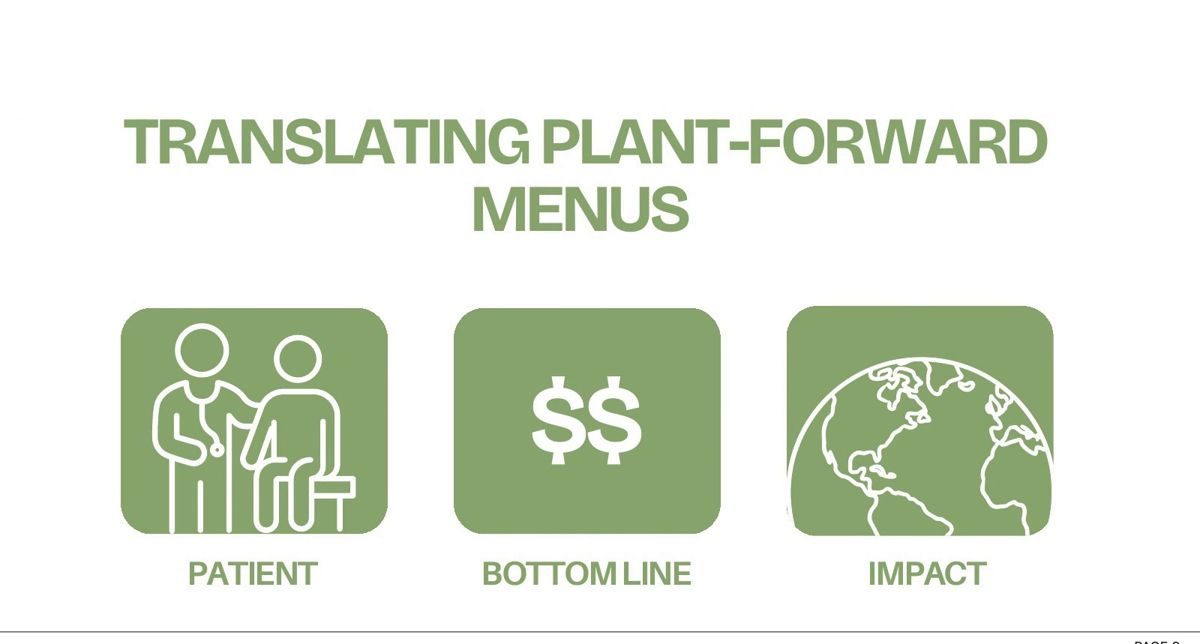 TRANSLATING PLANT-FORWARD
MENUS
$$
PATIENT
BOTTOM LINE
IMPACT